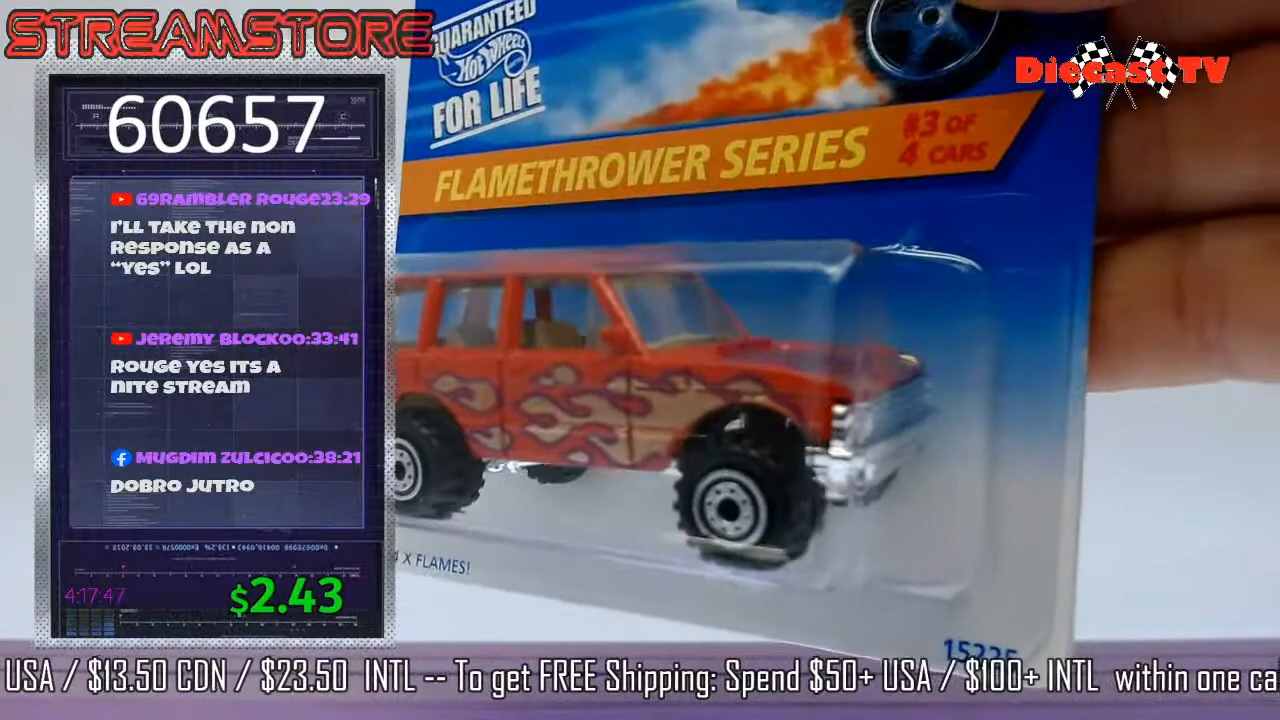 STREAMSTORE
60657
69Rambler Rouge23:29
I'll take the non
response as a
"yes" lol
Jeremy Block00:33:41
Rouge yes its a
nite stream
Mugdim Zulcic00:38:21
Dobro jutro
4:17:47
$2.43
GUARANTEED
Hot Wheels
FOR LIFE
Diecast TV
FLAMETHROWER SERIES
#3 OF
4 CARS
X FLAMES!
USA / $13.50 CDN / $23.50 INTL -- To get FREE Shipping: Spend $50+ USA / $100+ INTL within one ca